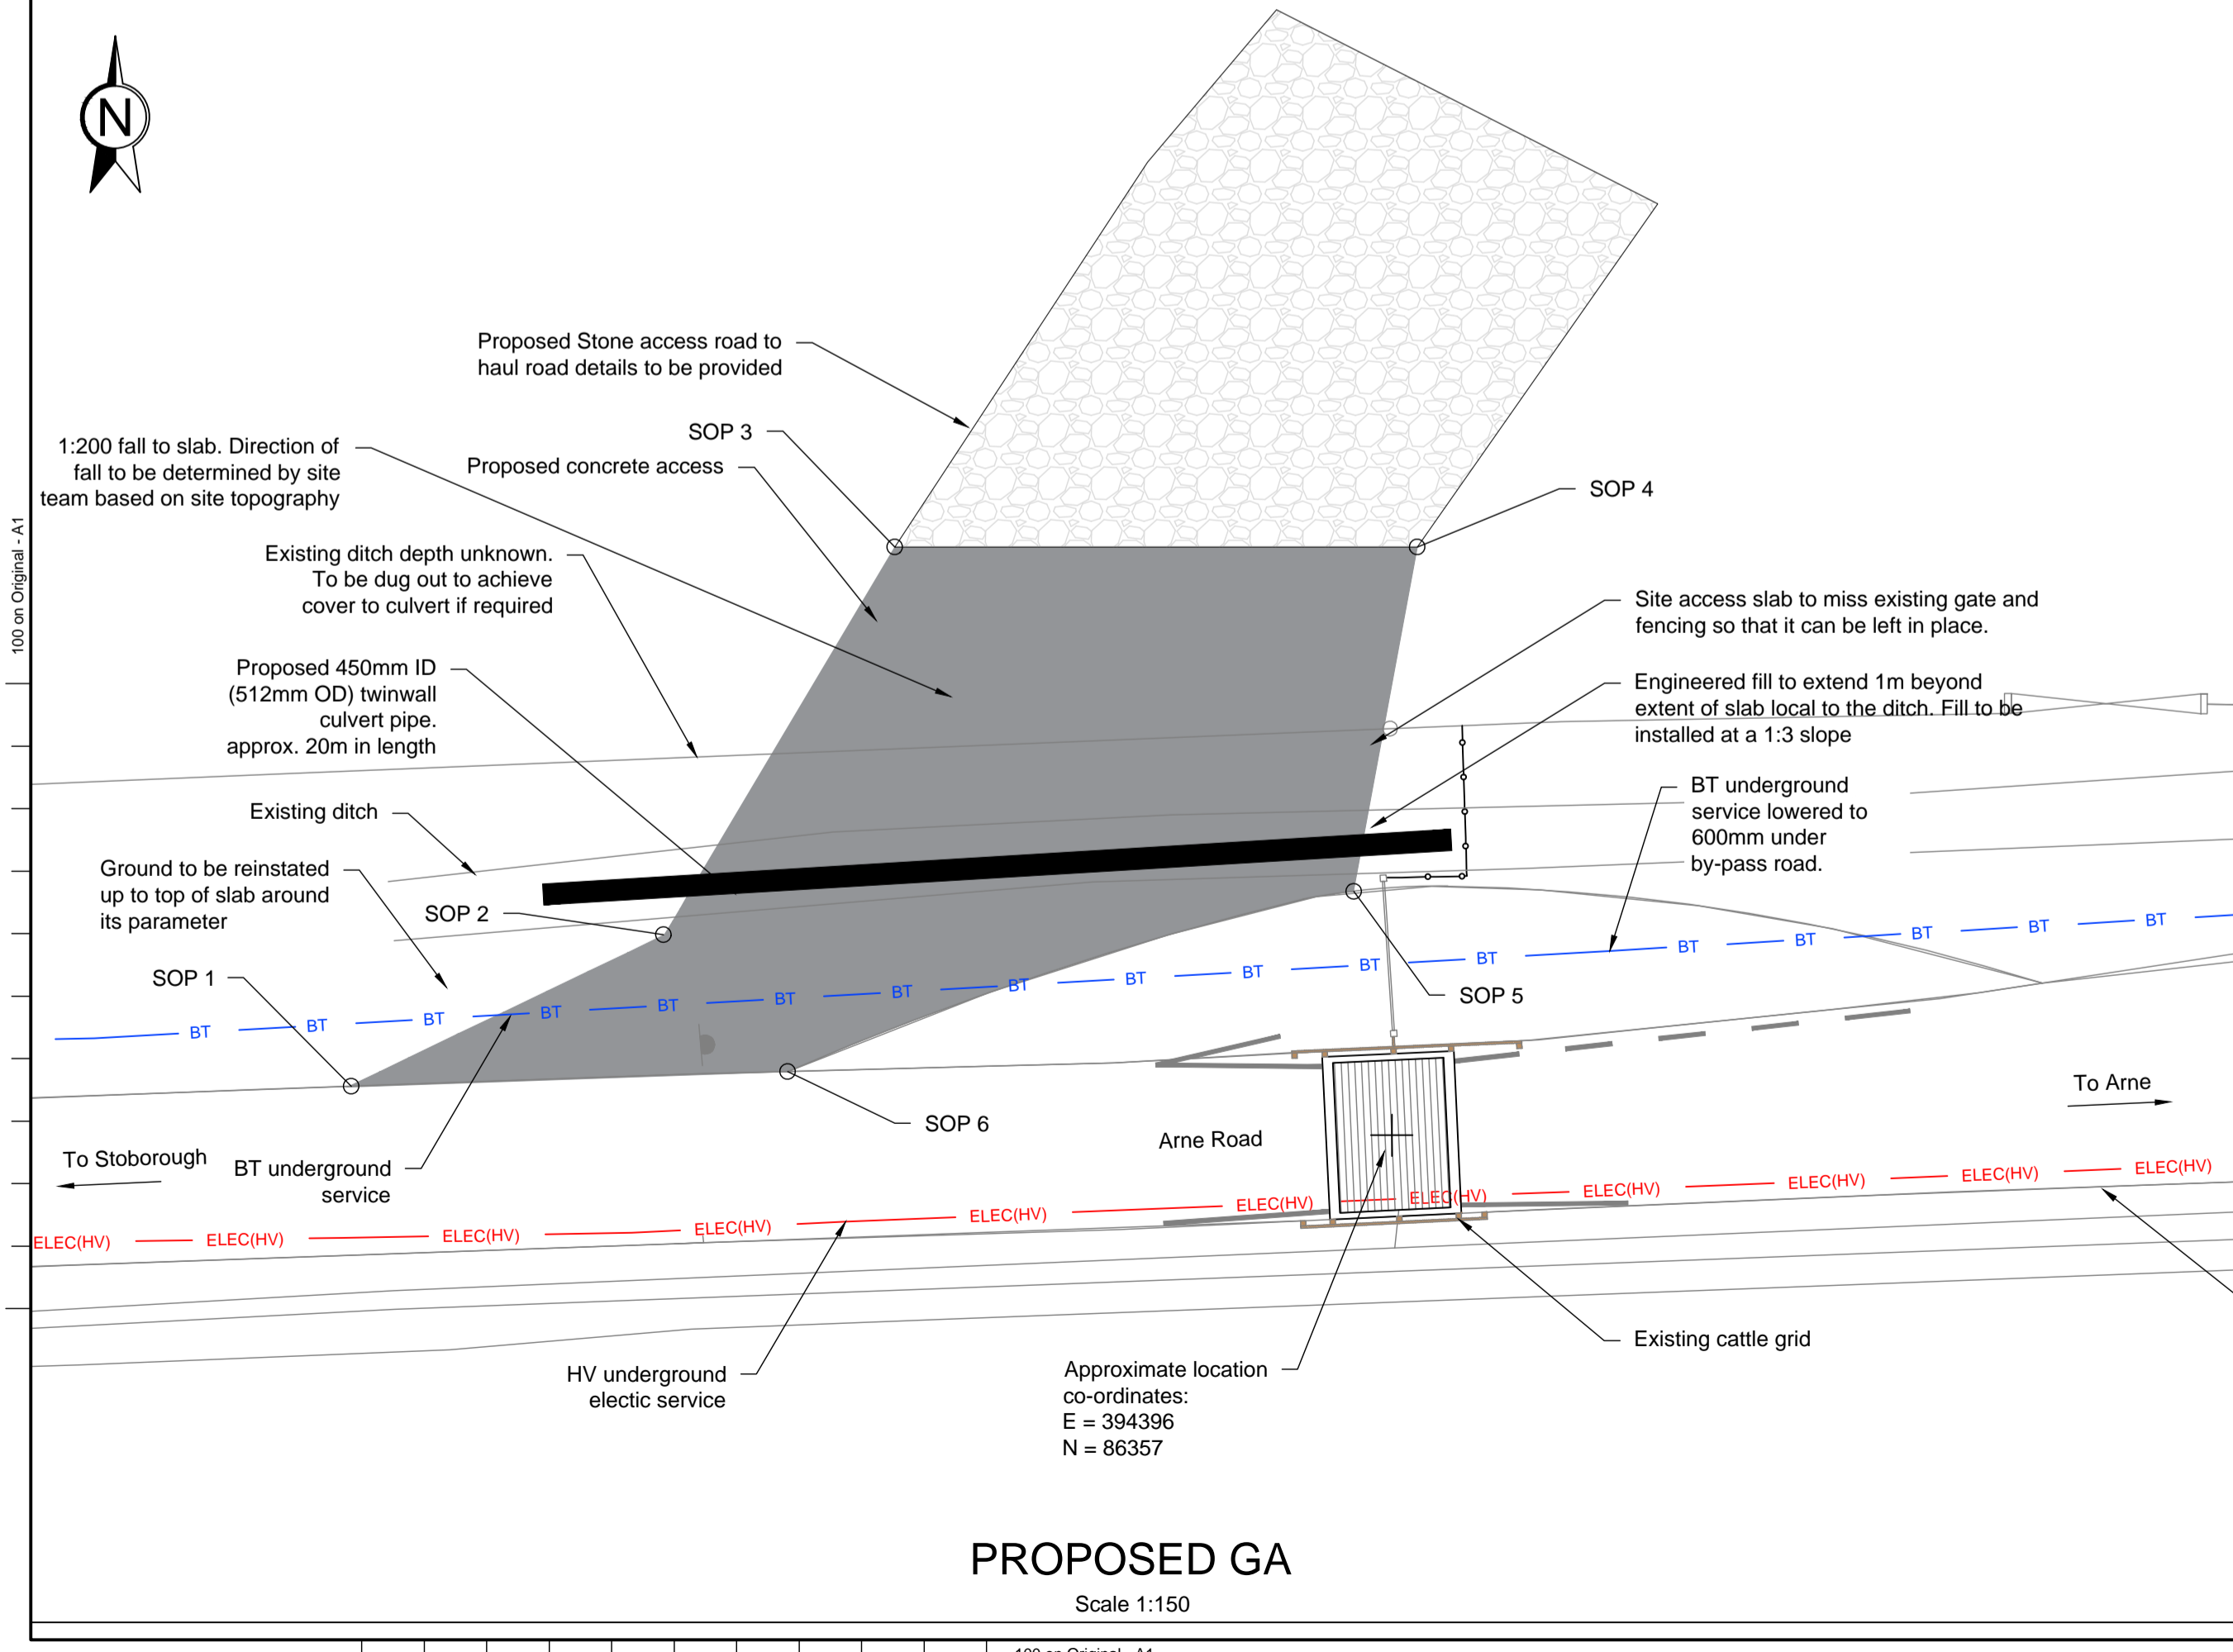 N
Proposed Stone access road to
haul road details to be provided
SOP 3
1:200 fall to slab. Direction of
fall to be determined by site
team based on site topography
Proposed concrete access
SOP 4
100 on Original - A1
Existing ditch depth unknown.
To be dug out to achieve
cover to culvert if required
Site access slab to miss existing gate and
fencing so that it can be left in place.
Proposed 450mm ID
(512mm OD) twinwall
culvert pipe.
approx. 20m in length
Engineered fill to extend 1m beyond
extent of slab local to the ditch. Fill to be
installed at a 1:3 slope
BT underground
service lowered to
600mm under
by-pass road.
Existing ditch
Ground to be reinstated
up to top of slab around
its parameter
SOP 2
SOP 1
BT BT BT BT BT BT BT BT BT BT BT BT BT BT BT BT BT
SOP 5
SOP 6
To Arne
Arne Road
To Stoborough
BT underground
service
ELEC(HV) ELEC(HV) ELEC(HV) ELEC(HV) ELEC(HV) ELEC(HV) ELEC(HV) ELEC(HV) ELEC(HV) ELEC(HV) ELEC(HV)
Existing cattle grid
HV underground
electic service
Approximate location
co-ordinates:
E = 394396
N = 86357
PROPOSED GA
Scale 1:150
100 on Original - A1